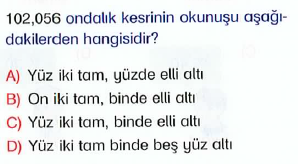 102,056 ondalık kesrinin okunuşu aşağı-
dakilerden hangisidir?
A) Yüz iki tam, yüzde elli altı
B) On iki tam, binde elli altı
C) Yüz iki tam, binde elli altı
D) Yüz iki tam binde beş yüz altı